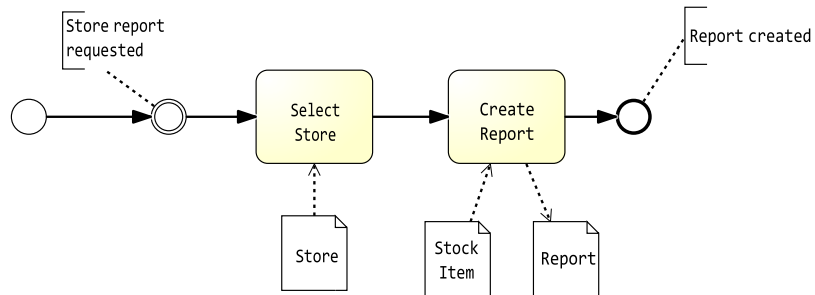 Store report
requested
Report created
Select
Store
Create
Report
Store
Stock
Item
Report